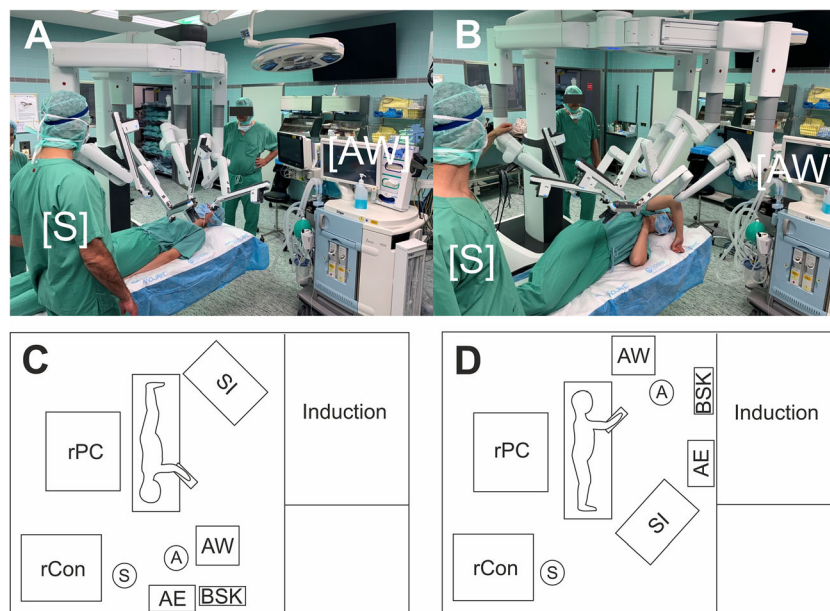 A
[AW]
[S]
B
[AW]
[S]
C
SI
Induction
rPC
AW
A
rCon
S
AE
BSK
D
AW
A
BSK
Induction
rPC
AE
SI
rCon
S